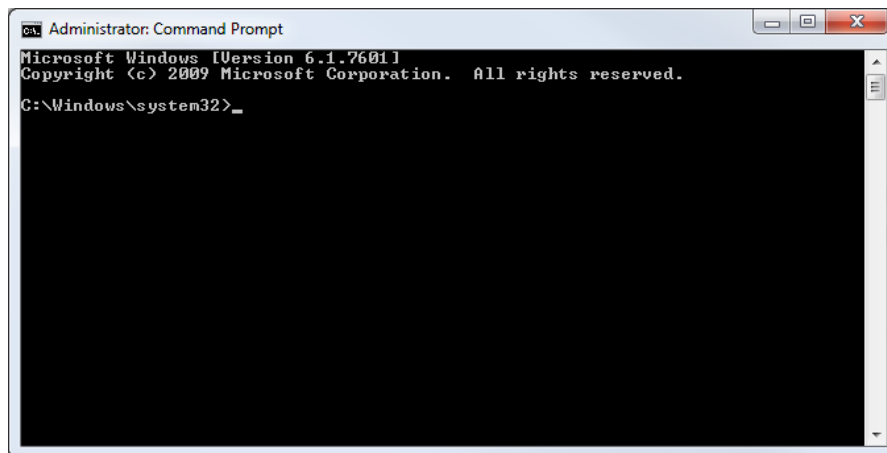 Administrator: Command Prompt
Microsoft Windows [Version 6.1.7601]
Copyright (c) 2009 Microsoft Corporation.  All rights reserved.
C:\Windows\system32>_